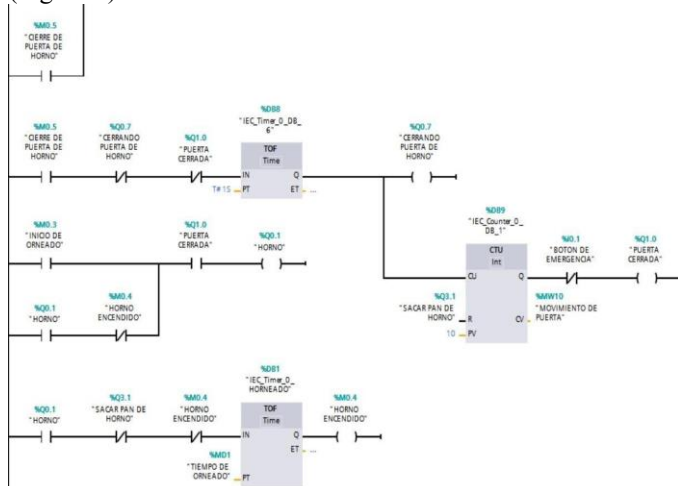 %M0.5
"CIERRE DE
PUERTA DE
HORNO"
%DB8
"IEC_Timer_0_DB_
6"
%M0.5
"CIERRE DE
PUERTA DE
HORNO"
%Q0.7
"CERRANDO
PUERTA DE
HORNO"
%Q1.0
"PUERTA
CERRADA"
TOF
Time
IN
Q
T#1S
PT
ET
...
%Q0.7
"CERRANDO
PUERTA DE
HORNO"
%M0.3
"INICIO DE
ORNEADO"
%Q1.0
"PUERTA
CERRADA"
%Q0.1
"HORNO"
%DB9
"IEC_Counter_0_
DB_1"
CTU
Int
CU
Q
%I0.1
"BOTON DE
EMERGENCIA"
%Q1.0
"PUERTA
CERRADA"
%Q3.1
"SACAR PAN DE
HORNO"
R
CV
%MW10
"MOVIMIENTO DE
PUERTA"
10
PV
%Q0.1
"HORNO"
%M0.4
"HORNO
ENCENDIDO"
%DB1
"IEC_Timer_0_
HORNEADO"
%Q0.1
"HORNO"
%Q3.1
"SACAR PAN DE
HORNO"
%M0.4
"HORNO
ENCENDIDO"
TOF
Time
IN
Q
ET
...
%M0.4
"HORNO
ENCENDIDO"
%MD1
"TIEMPO DE
ORNEADO"
PT